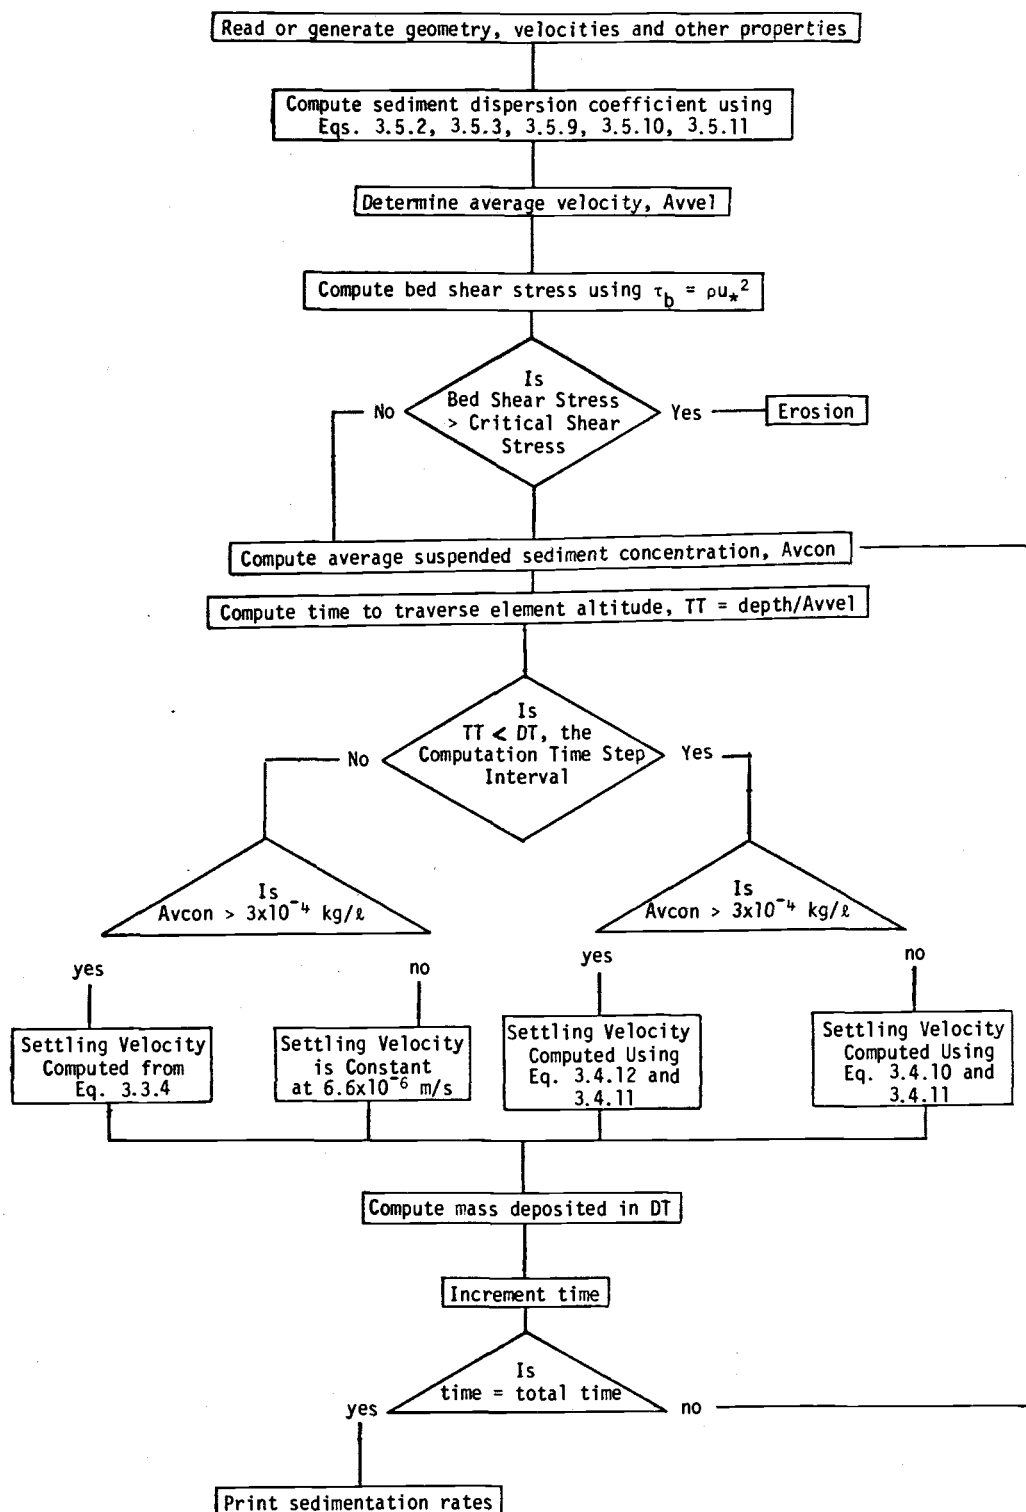 Read or generate geometry, velocities and other properties
Compute sediment dispersion coefficient using
Eqs. 3.5.2, 3.5.3, 3.5.9, 3.5.10, 3.5.11
Determine average velocity, Avvel
Compute bed shear stress using τb = ρu*²
Is
Bed Shear Stress
> Critical Shear
Stress
No
Yes
Erosion
Compute average suspended sediment concentration, Avcon
Compute time to traverse element altitude, TT = depth/Avvel
Is
TT < DT, the
Computation Time Step
Interval
No
Yes
Is
Avcon > 3x10⁻⁴ kg/ℓ
Is
Avcon > 3x10⁻⁴ kg/ℓ
yes
no
yes
no
Settling Velocity
Computed from
Eq. 3.3.4
Settling Velocity
is Constant
at 6.6x10⁻⁶ m/s
Settling Velocity
Computed Using
Eq. 3.4.12 and
3.4.11
Settling Velocity
Computed Using
Eq. 3.4.10 and
3.4.11
Compute mass deposited in DT
Increment time
Is
time = total time
yes
no
Print sedimentation rates